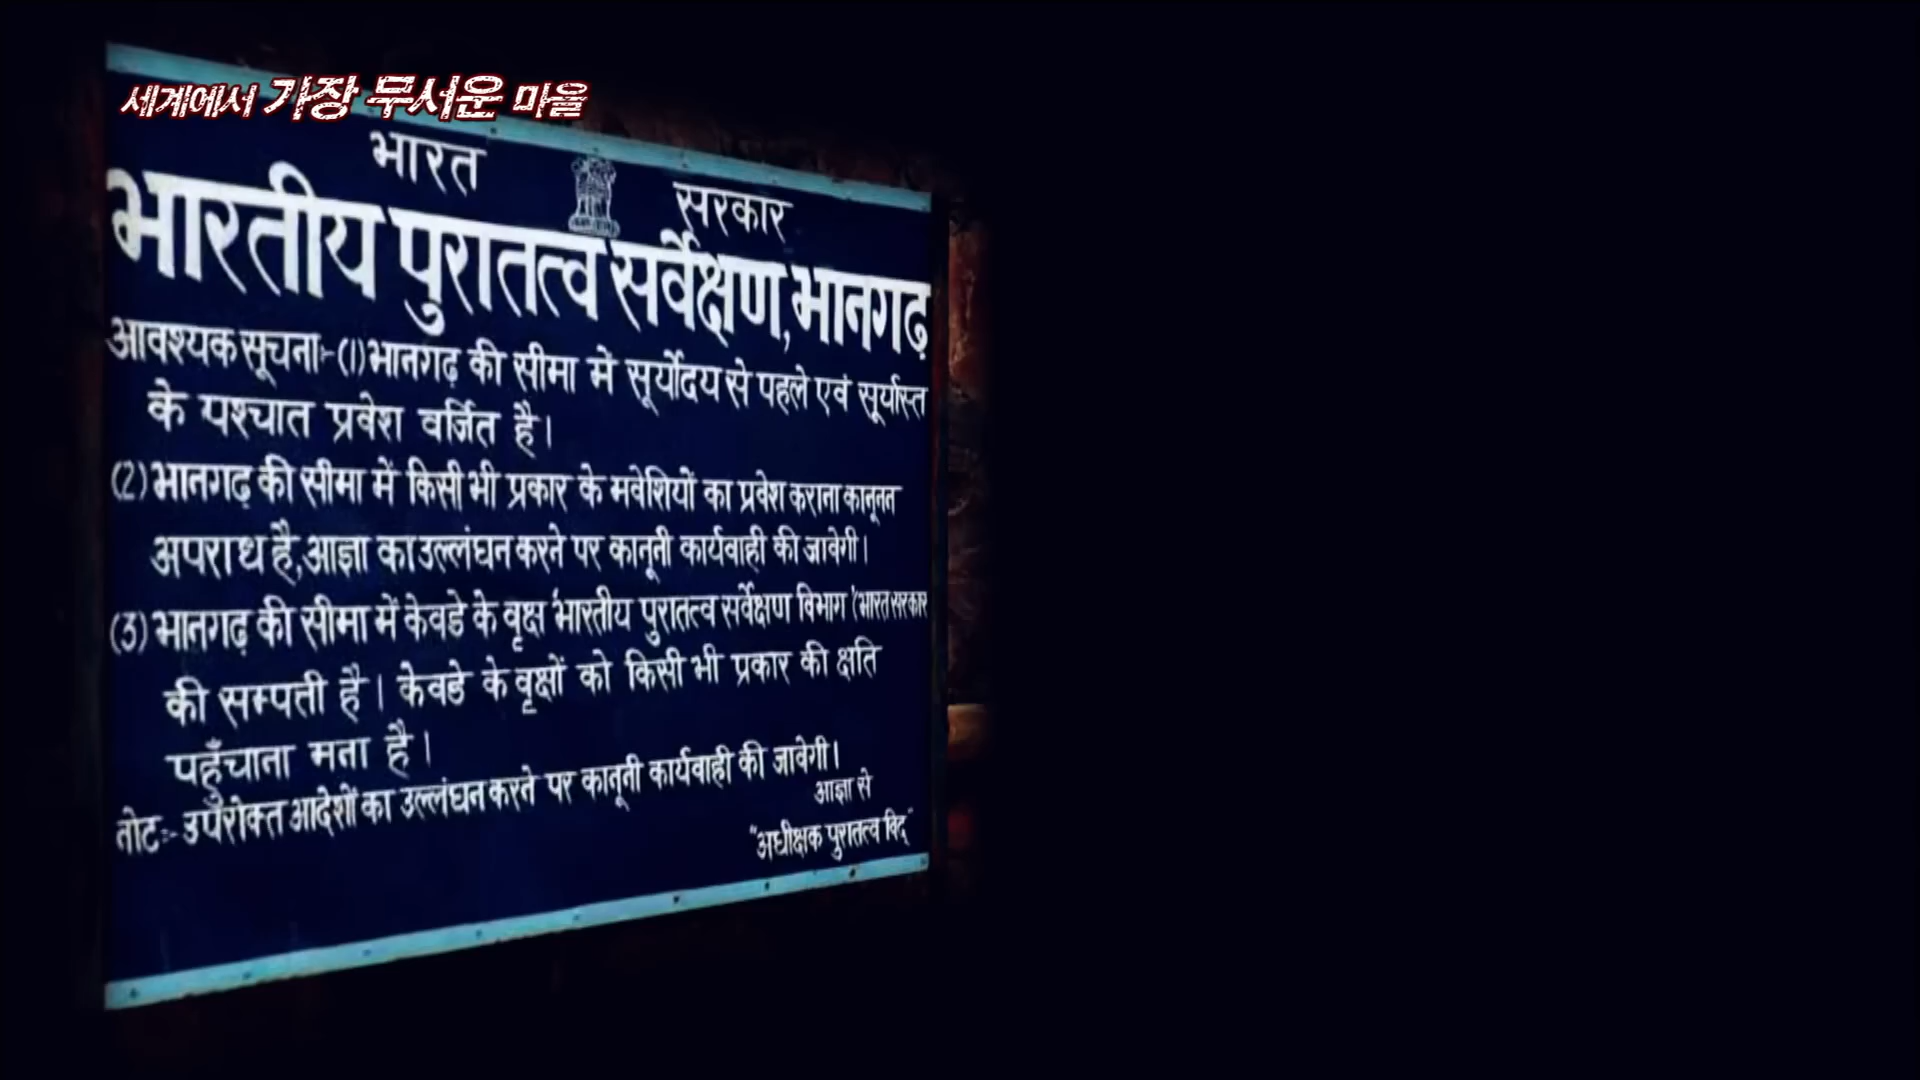 세계에서 가장 무서운 마을
भारत सरकार
भारतीय पुरातत्व सर्वेक्षण, भानगढ़
आवश्यक सूचना:- (1) भानगढ़ की सीमा में सूर्योदय से पहले एवं सूर्यास्त
के पश्चात प्रवेश वर्जित है।
(2) भानगढ़ की सीमा में किसी भी प्रकार के मवेशियों का प्रवेश कराना कानूनन
अपराध है, आज्ञा का उल्लंघन करने पर कानूनी कार्यवाही की जावेगी।
(3) भानगढ़ की सीमा में केवडे के वृक्ष भारतीय पुरातत्व सर्वेक्षण विभाग (भारत सरकार
की सम्पती है। केवडे के वृक्षों को किसी भी प्रकार की क्षति
पहुँचाना मना है।
नोट:- उपरोक्त आदेशों का उल्लंघन करने पर कानूनी कार्यवाही की जावेगी।
आज्ञा से
"अधीक्षक पुरातत्व विद्"